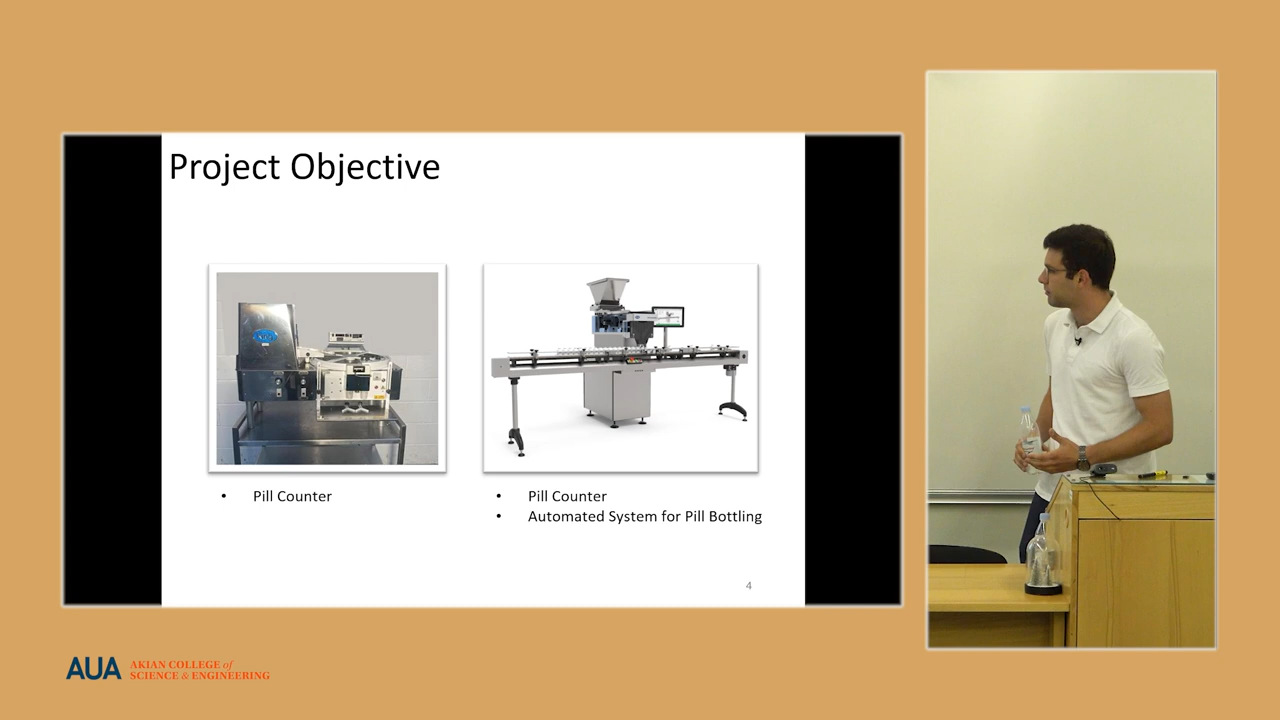 Project Objective
• Pill Counter
• Pill Counter
• Automated System for Pill Bottling
4
AUA
AKIAN COLLEGE of
SCIENCE & ENGINEERING